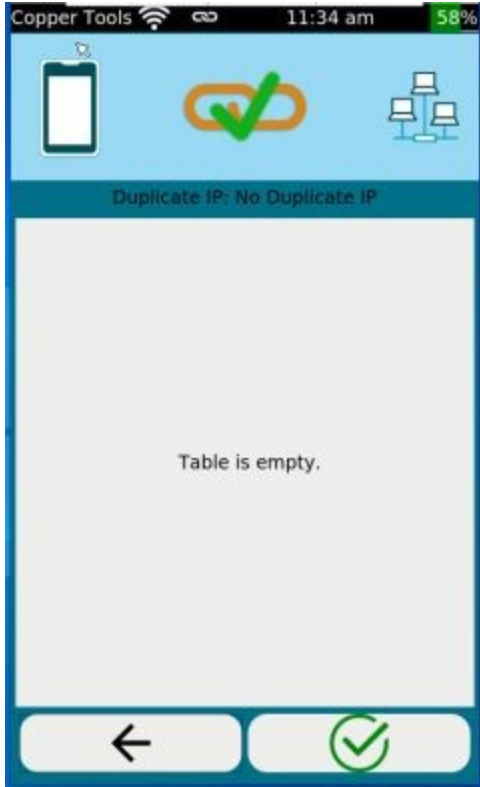 Copper Tools 11:34 am 58%
Duplicate IP: No Duplicate IP
Table is empty.